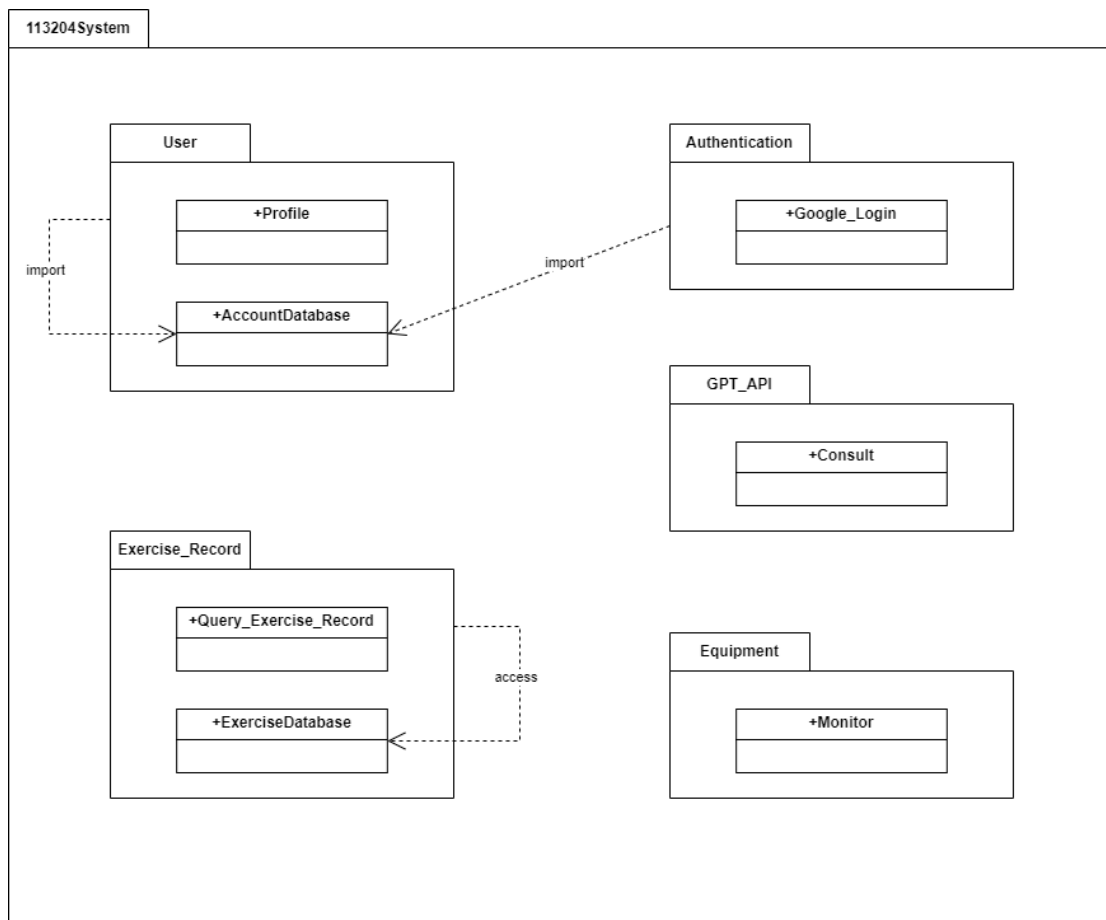 113204System
User
+Profile
import
+AccountDatabase
Authentication
+Google_Login
import
GPT_API
+Consult
Exercise_Record
+Query_Exercise_Record
access
+ExerciseDatabase
Equipment
+Monitor